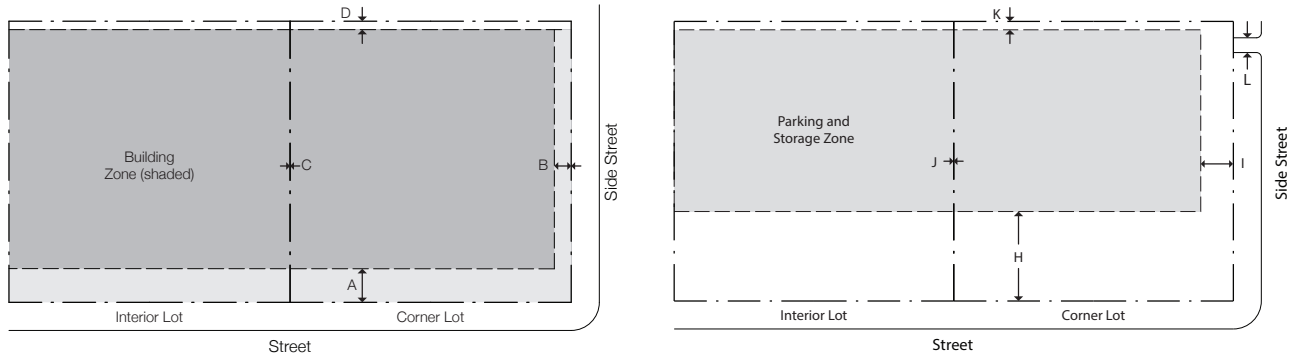 D
Building
Zone (shaded)
C
B
A
Interior Lot
Corner Lot
Street
Side Street
K
L
Parking and
Storage Zone
J
I
H
Interior Lot
Corner Lot
Street
Side Street